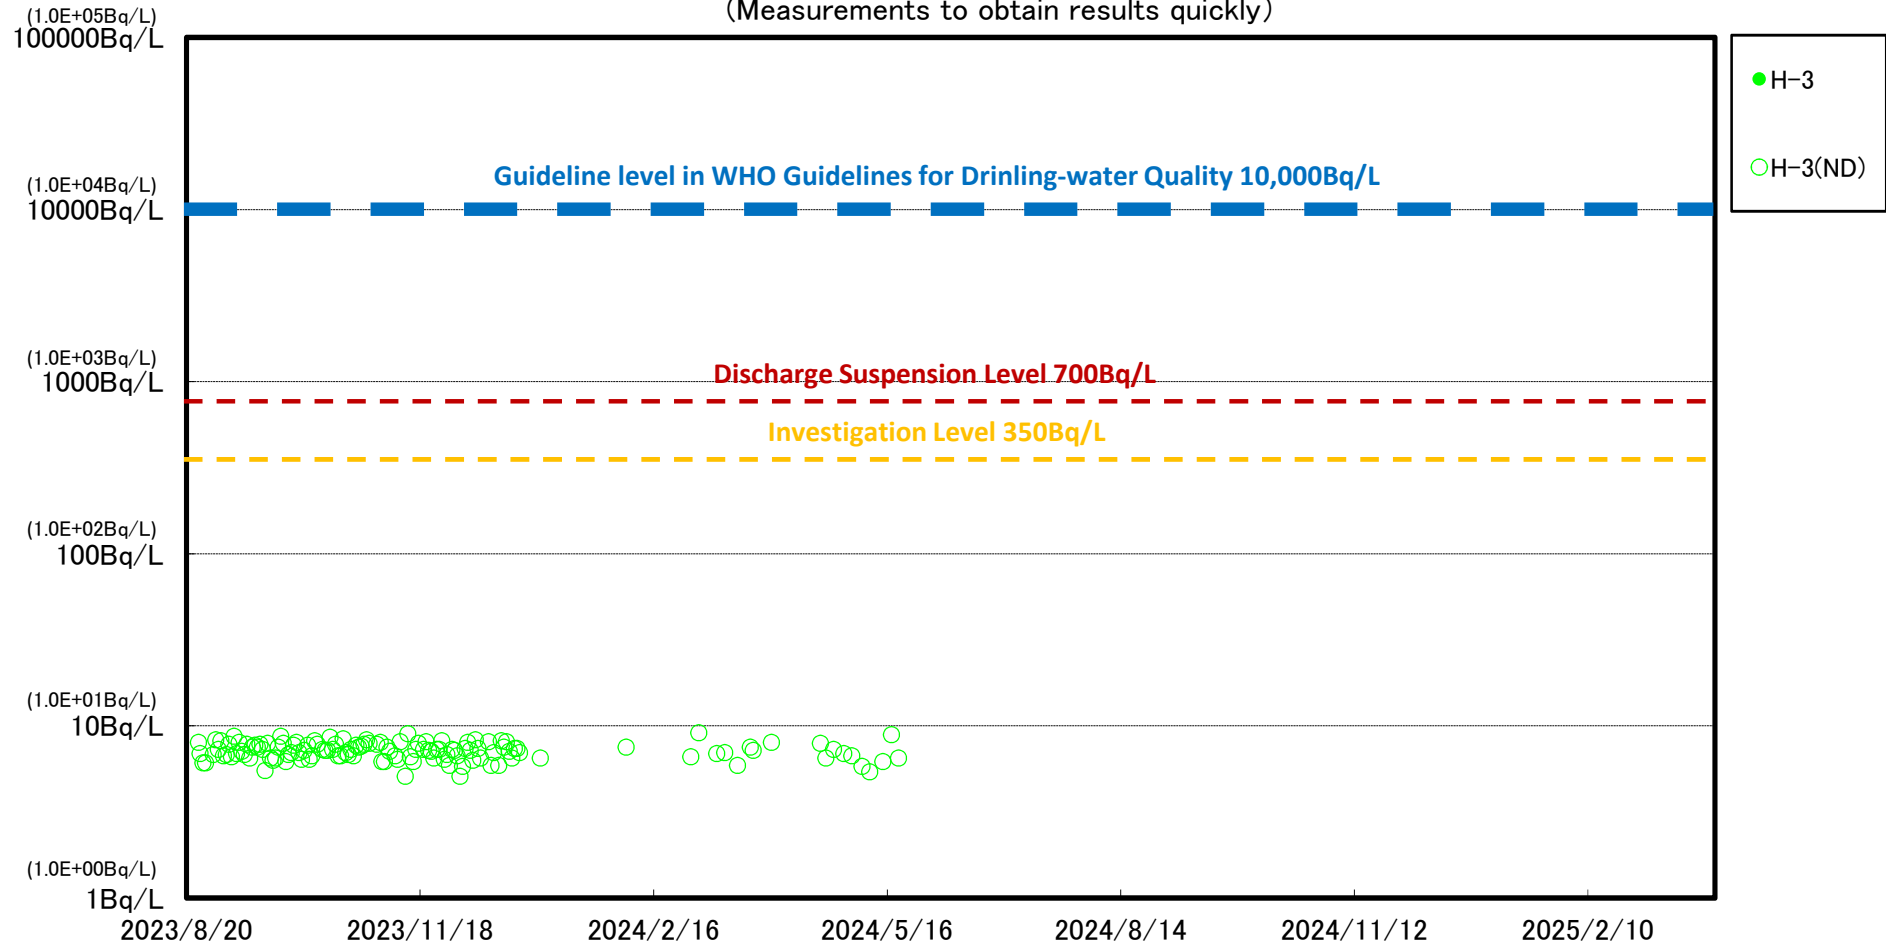 (Measurements to obtain results quickly)
(1.0E+05Bq/L)
100000Bq/L
H-3
H-3(ND)
Guideline level in WHO Guidelines for Drinling-water Quality 10,000Bq/L
(1.0E+04Bq/L)
10000Bq/L
(1.0E+03Bq/L)
1000Bq/L
Discharge Suspension Level 700Bq/L
Investigation Level 350Bq/L
(1.0E+02Bq/L)
100Bq/L
(1.0E+01Bq/L)
10Bq/L
(1.0E+00Bq/L)
1Bq/L
2023/8/20 2023/11/18 2024/2/16 2024/5/16 2024/8/14 2024/11/12 2025/2/10